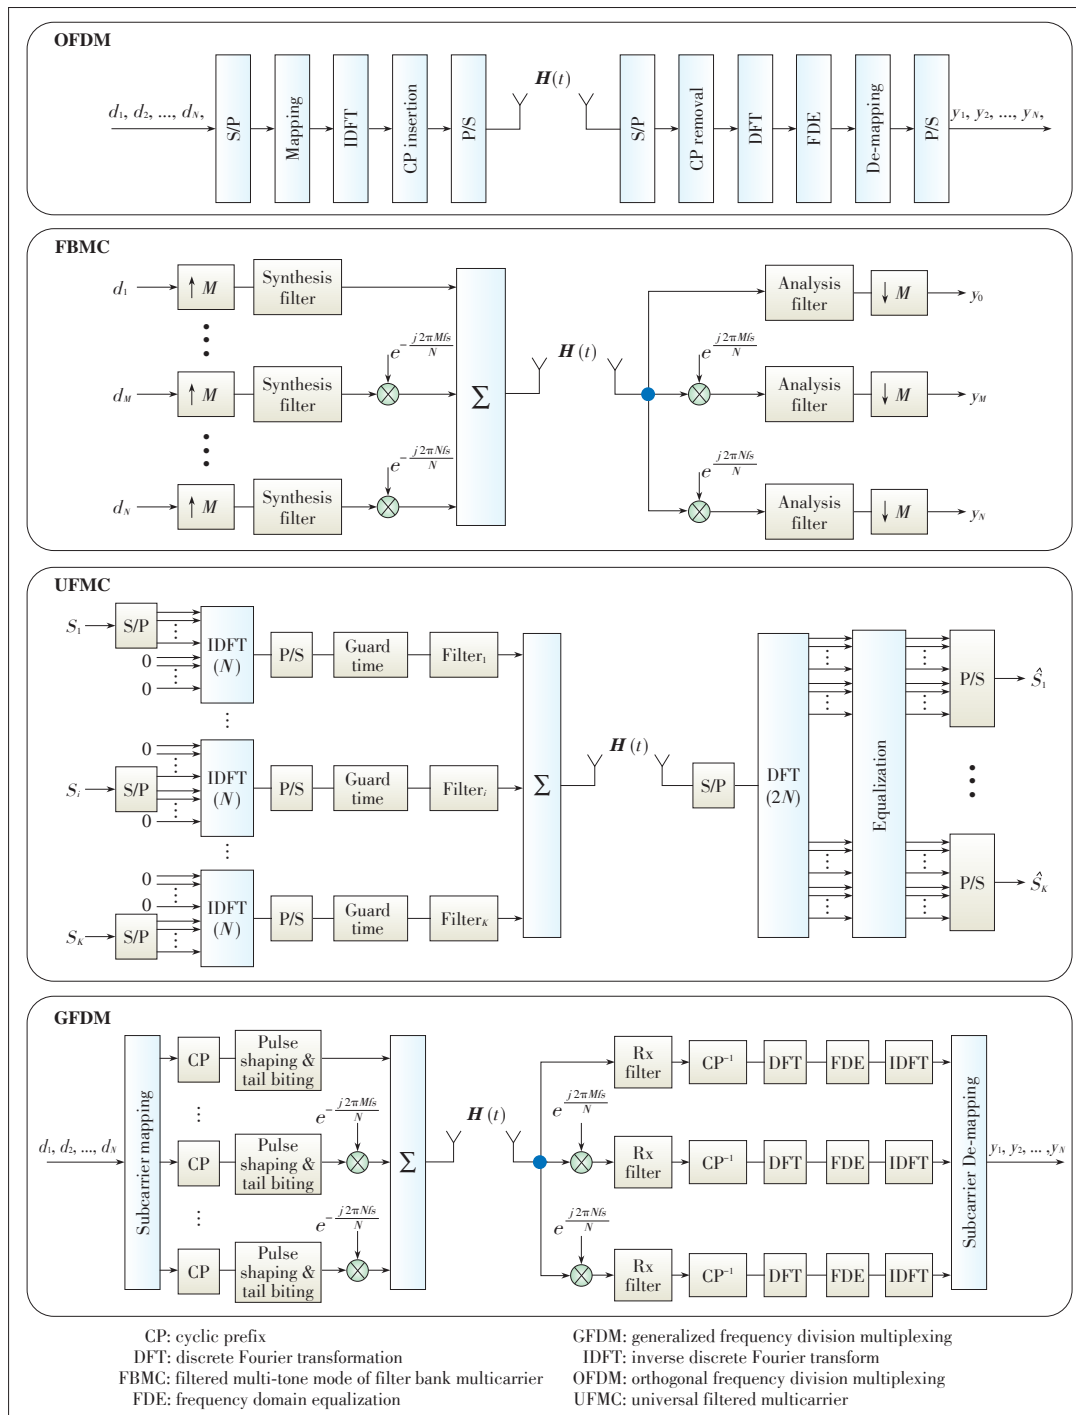 OFDM
d1, d2, ..., dN,
S/P
Mapping
IDFT
CP insertion
P/S
H(t)
S/P
CP removal
DFT
FDE
De-mapping
P/S
y1, y2, ..., yN,
FBMC
d1
↑ M
Synthesis
filter
dM
↑ M
Synthesis
filter
e^{-j2πMfs/N}
dN
↑ M
Synthesis
filter
e^{-j2πNfs/N}
Σ
H(t)
Analysis
filter
↓ M
y0
e^{j2πMfs/N}
Analysis
filter
↓ M
yM
e^{j2πNfs/N}
Analysis
filter
↓ M
yN
UFMC
S1
S/P
0
0
IDFT
(N)
P/S
Guard
time
Filter1
Si
0
S/P
0
IDFT
(N)
P/S
Guard
time
Filteri
0
0
SK
S/P
IDFT
(N)
P/S
Guard
time
FilterK
Σ
H(t)
S/P
DFT
(2N)
Equalization
P/S
Ŝ1
P/S
ŜK
GFDM
d1, d2, ..., dN
Subcarrier mapping
CP
Pulse
shaping &
tail biting
CP
Pulse
shaping &
tail biting
e^{-j2πMfs/N}
CP
Pulse
shaping &
tail biting
e^{-j2πNfs/N}
Σ
H(t)
Rx
filter
CP⁻¹
DFT
FDE
IDFT
e^{j2πMfs/N}
Rx
filter
CP⁻¹
DFT
FDE
IDFT
e^{j2πNfs/N}
Rx
filter
CP⁻¹
DFT
FDE
IDFT
Subcarrier De-mapping
y1, y2, ... ,yN
CP: cyclic prefix
DFT: discrete Fourier transformation
FBMC: filtered multi-tone mode of filter bank multicarrier
FDE: frequency domain equalization
GFDM: generalized frequency division multiplexing
IDFT: inverse discrete Fourier transform
OFDM: orthogonal frequency division multiplexing
UFMC: universal filtered multicarrier